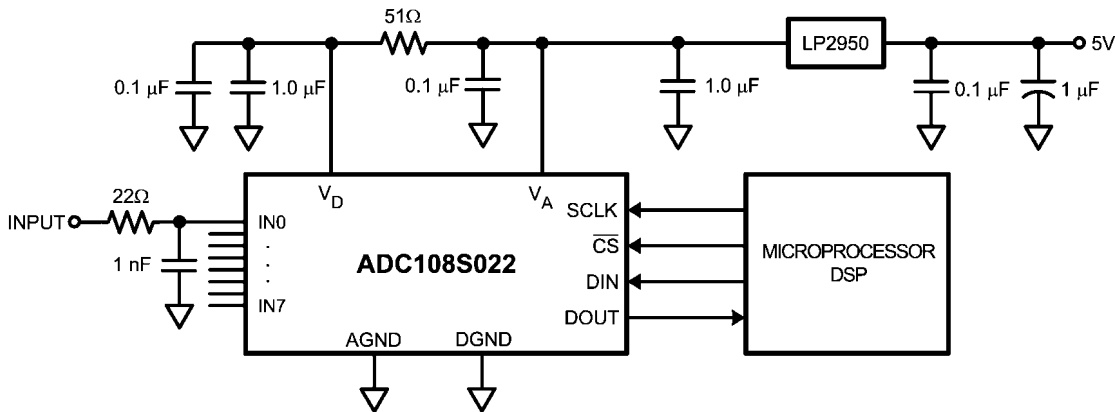 51Ω
LP2950
5V
0.1 µF
1.0 µF
0.1 µF
1.0 µF
0.1 µF
1 µF
22Ω
INPUT
1 nF
V_D
V_A
IN0
.
.
.
IN7
ADC108S022
SCLK
C̅S̅
DIN
DOUT
AGND
DGND
MICROPROCESSOR
DSP